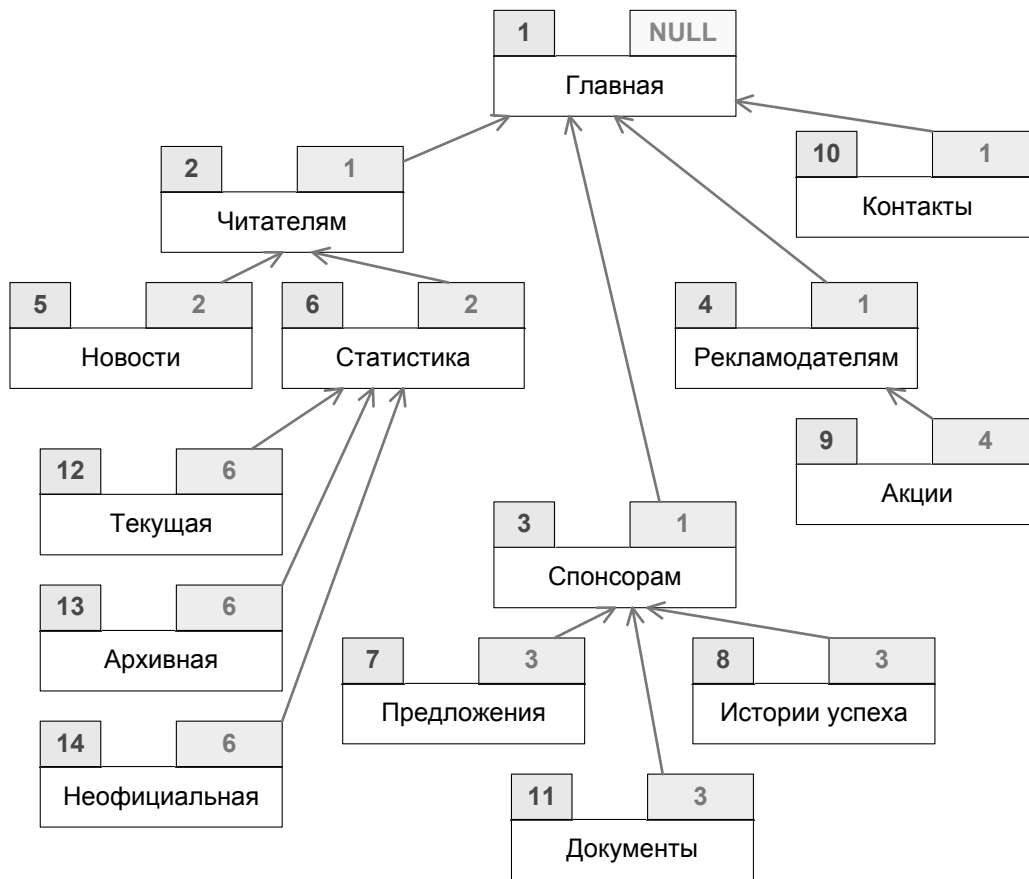 1 NULL
Главная
2 1
Читателям
10 1
Контакты
5 2
Новости
6 2
Статистика
4 1
Рекламодателям
12 6
Текущая
9 4
Акции
3 1
Спонсорам
13 6
Архивная
7 3
Предложения
8 3
Истории успеха
14 6
Неофициальная
11 3
Документы